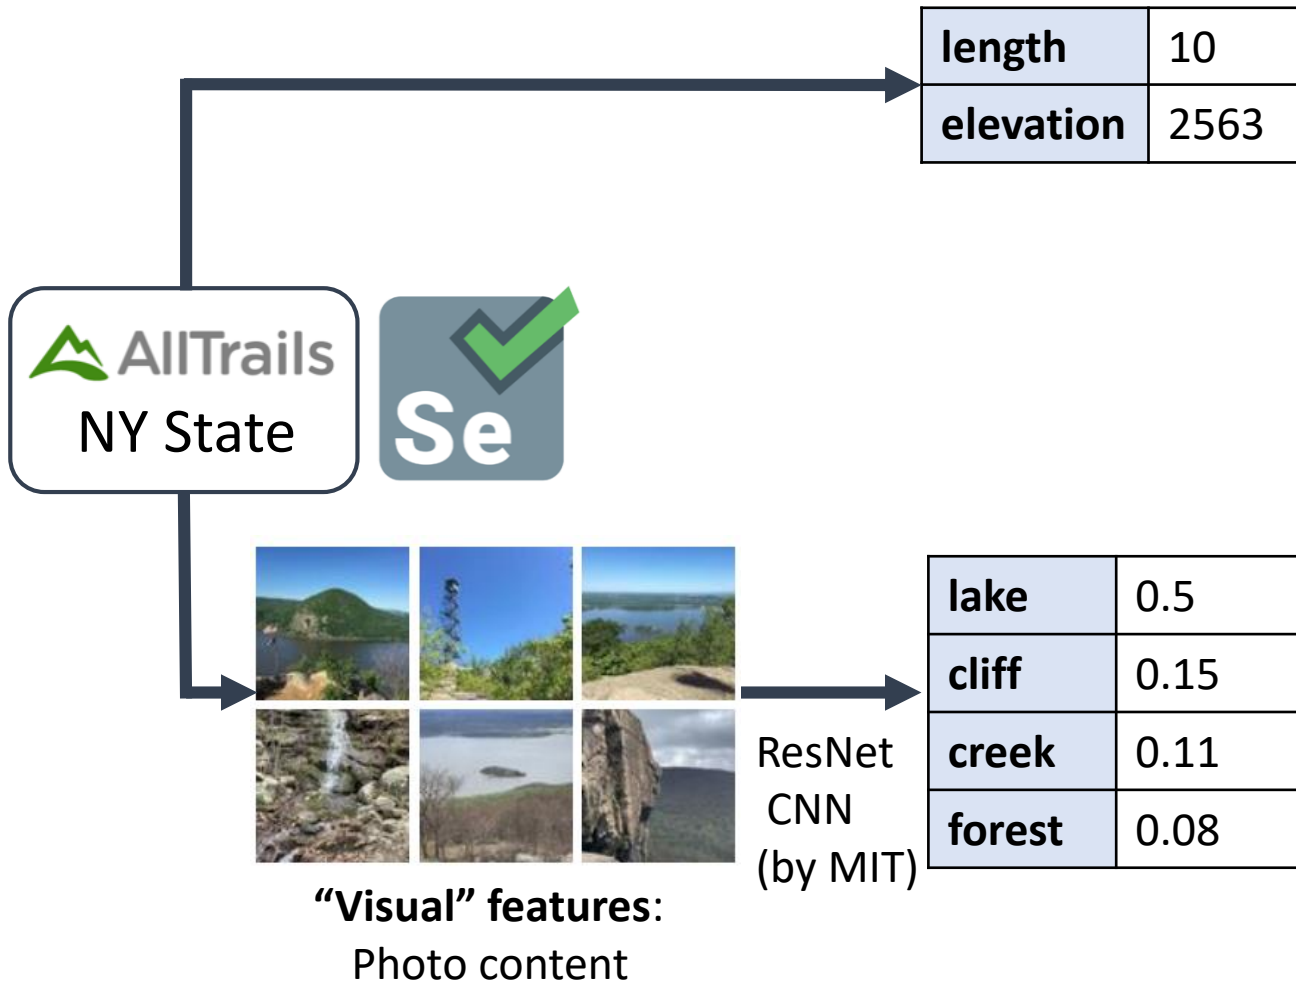 length 10
elevation 2563
AllTrails
NY State
Se
lake 0.5
cliff 0.15
creek 0.11
forest 0.08
ResNet
CNN
(by MIT)
“Visual” features:
Photo content